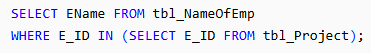 SELECT EName FROM tbl_NameOfEmp
WHERE E_ID IN (SELECT E_ID FROM tbl_Project);